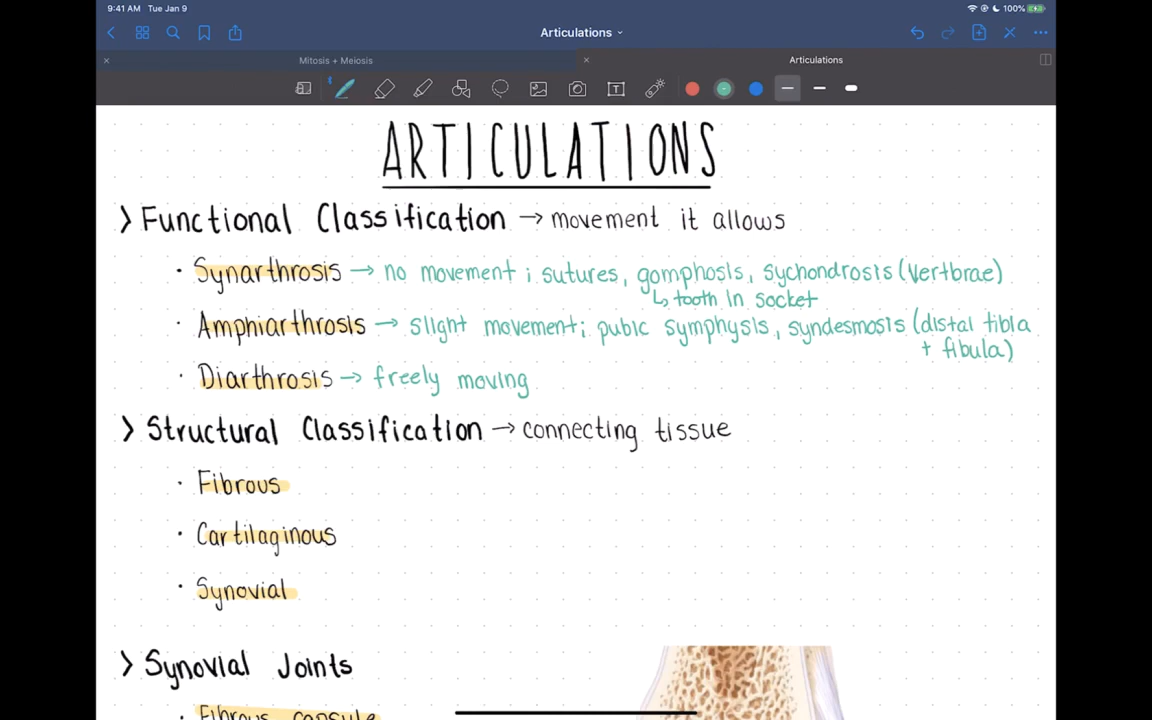 9:41 AM Tue Jan 9 100%
Articulations
Mitosis + Meiosis
Articulations
ARTICULATIONS
> Functional Classification → movement it allows
· Synarthrosis → no movement ; sutures, gomphosis, sychondrosis (vertbrae)
↳ tooth in socket
· Amphiarthrosis → slight movement; pubic symphysis, syndesmosis (distal tibia
+ fibula)
· Diarthrosis → freely moving
> Structural Classification → connecting tissue
· Fibrous
· Cartilaginous
· Synovial
> Synovial Joints
· Fibrous capsule